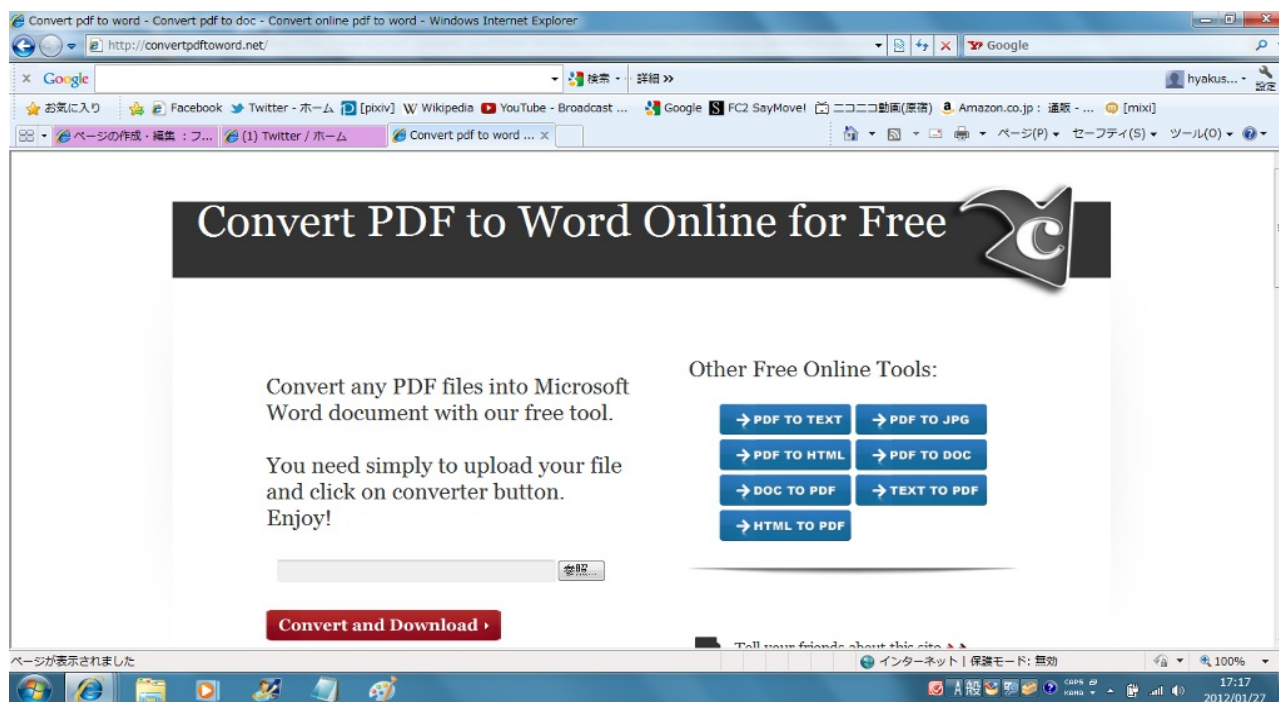 Convert pdf to word - Convert pdf to doc - Convert online pdf to word - Windows Internet Explorer
http://convertpdftoword.net/
Google
× Google 検索 詳細 » hyakus... 設定
お気に入り Facebook Twitter - ホーム [pixiv] Wikipedia YouTube - Broadcast ... Google FC2 SayMove! ニコニコ動画(原宿) Amazon.co.jp: 通販 - ... [mixi]
ページの作成・編集 : フ... (1) Twitter / ホーム Convert pdf to word ... × ページ(P) セーフティ(S) ツール(O)
Convert PDF to Word Online for Free
C
Convert any PDF files into Microsoft
Word document with our free tool.
You need simply to upload your file
and click on converter button.
Enjoy!
参照...
Convert and Download
Other Free Online Tools:
PDF TO TEXT PDF TO JPG
PDF TO HTML PDF TO DOC
DOC TO PDF TEXT TO PDF
HTML TO PDF
Tell your friends about this site
ページが表示されました インターネット | 保護モード: 無効 100%
A 般 CAPS KANA 17:17
2012/01/27